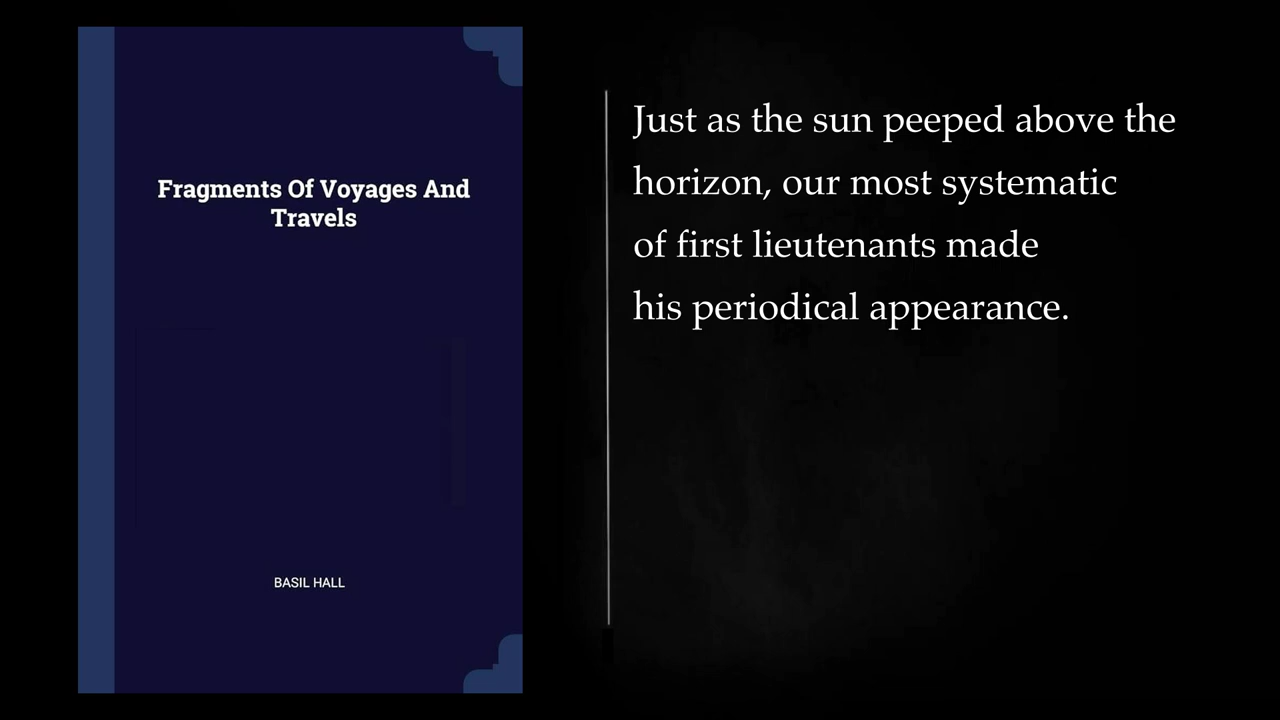 Fragments Of Voyages And
Travels
BASIL HALL
Just as the sun peeped above the
horizon, our most systematic
of first lieutenants made
his periodical appearance.